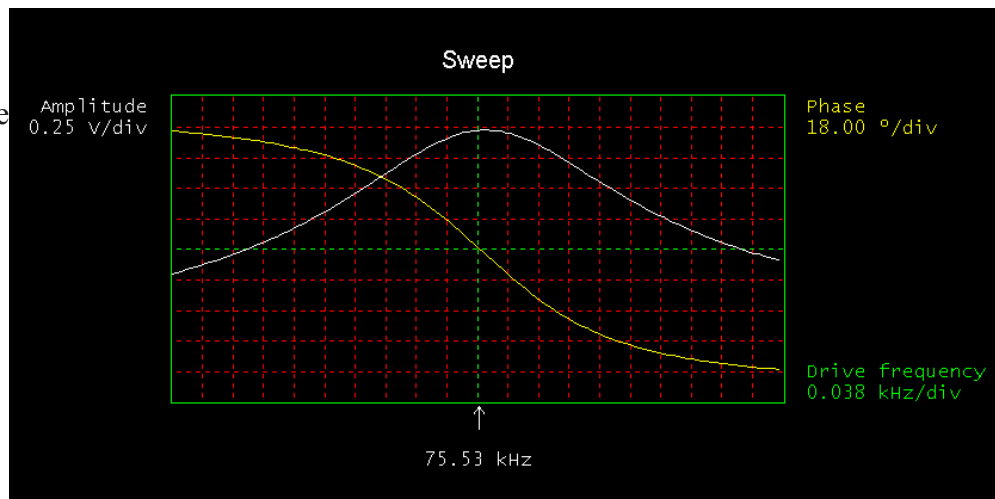 Sweep
e
Amplitude
0.25 V/div
Phase
18.00 º/div
Drive frequency
0.038 kHz/div
75.53 kHz